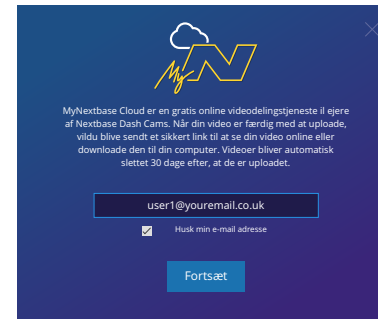 My N
MyNextbase Cloud er en gratis online videodelingstjeneste til ejere
af Nextbase Dash Cams. Når din video er færdig med at uploade,
vildu blive sendt et sikkert link til at se din video online eller
downloade den til din computer. Videoer bliver automatisk
slettet 30 dage efter, at de er uploadet.
user1@youremail.co.uk
Husk min e-mail adresse
Fortsæt